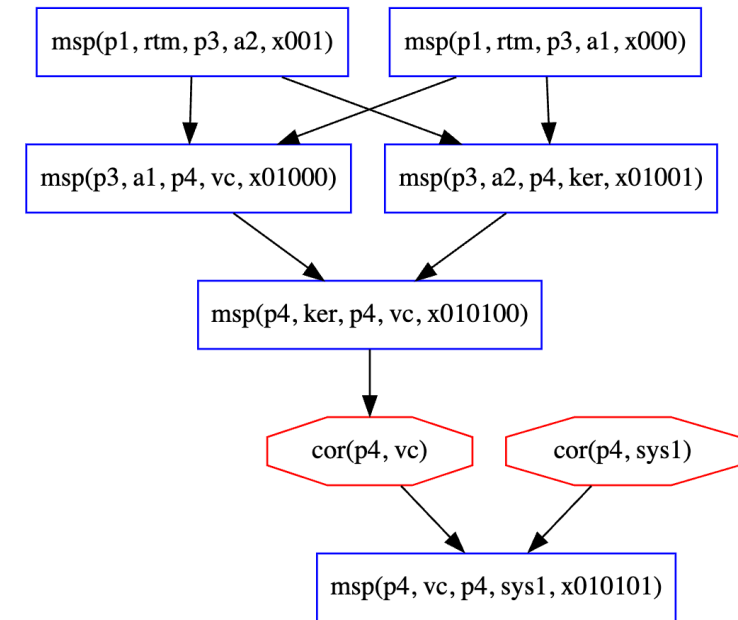 msp(p1, rtm, p3, a2, x001)
msp(p1, rtm, p3, a1, x000)
msp(p3, a1, p4, vc, x01000)
msp(p3, a2, p4, ker, x01001)
msp(p4, ker, p4, vc, x010100)
cor(p4, vc)
cor(p4, sys1)
msp(p4, vc, p4, sys1, x010101)